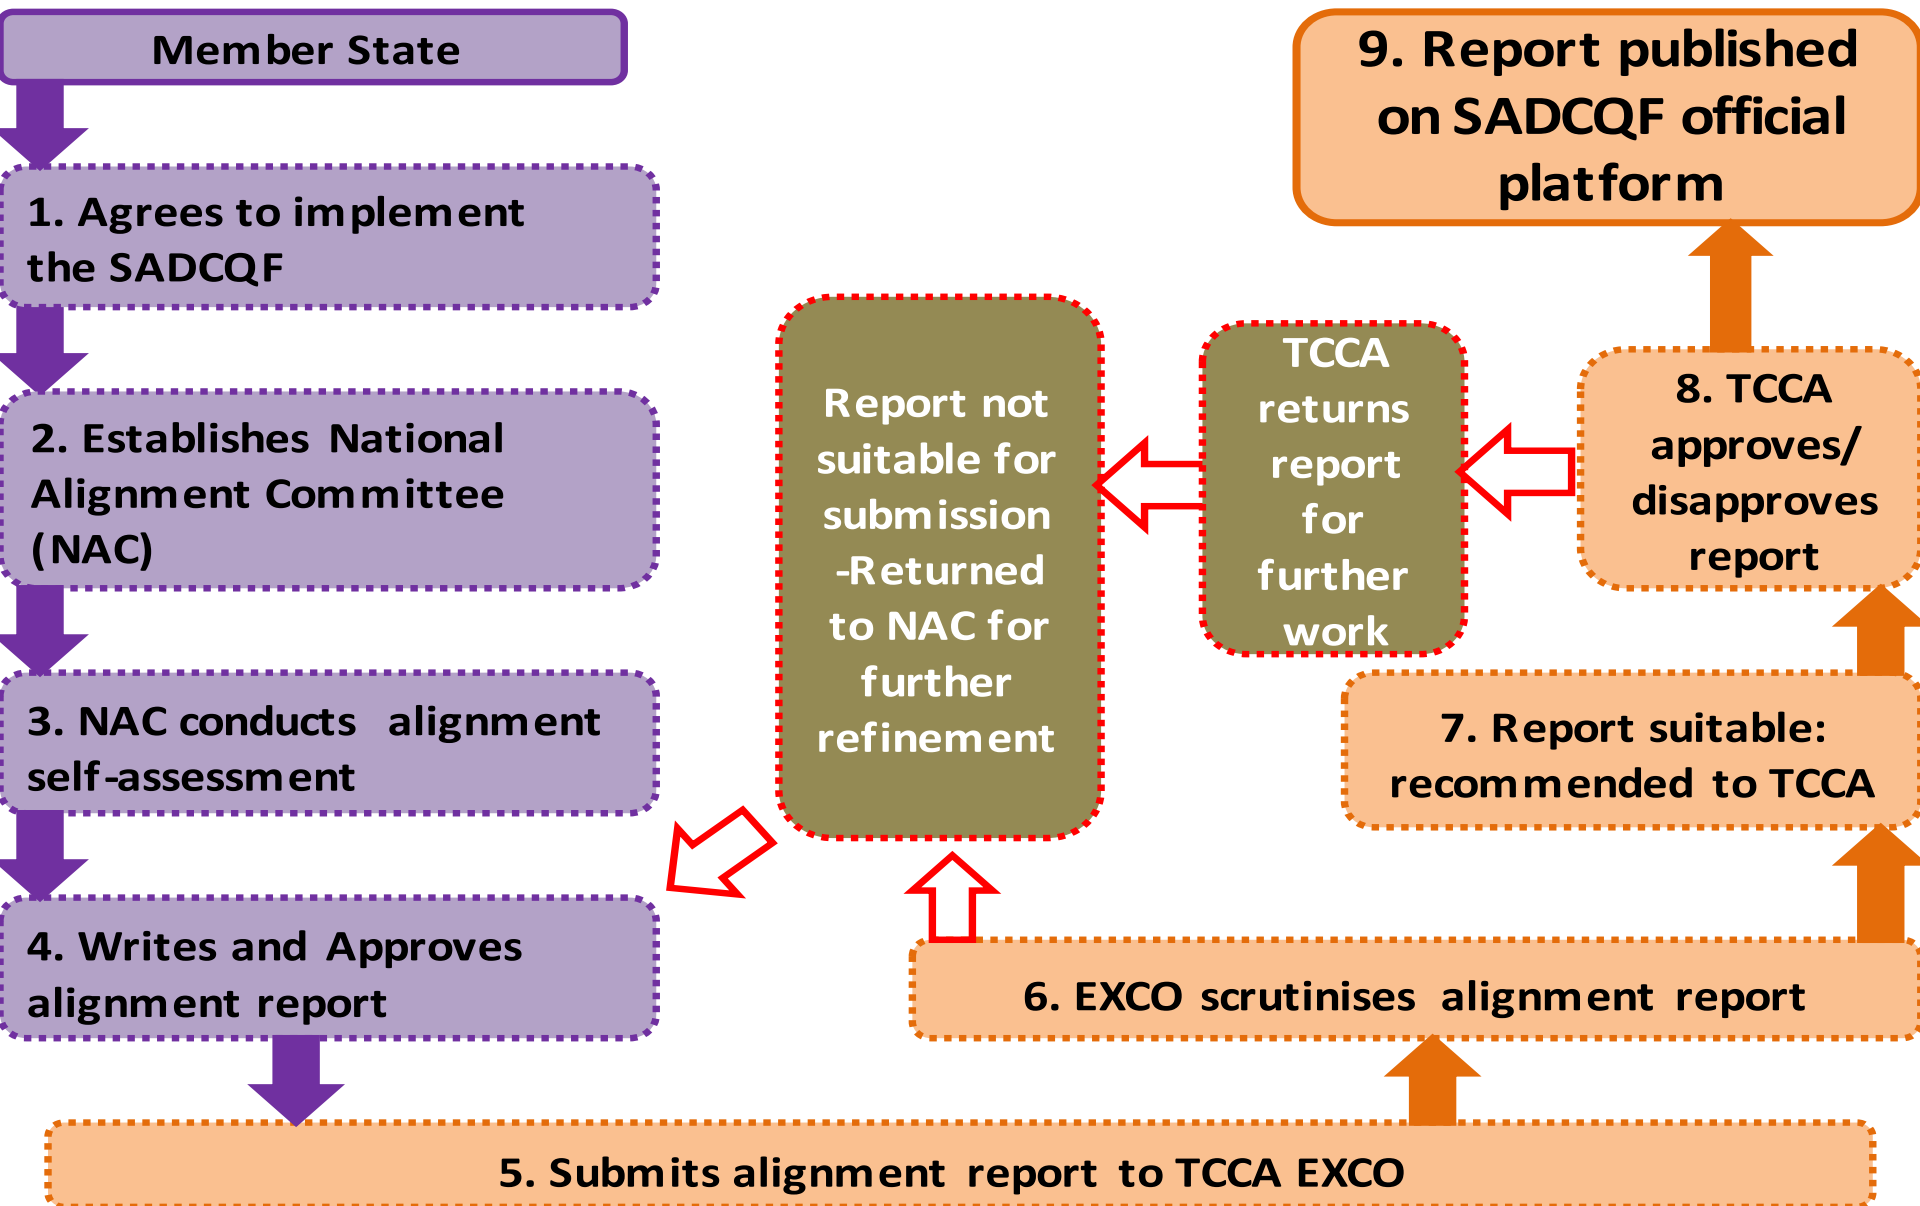 Member State
1. Agrees to implement
the SADCQF
2. Establishes National
Alignment Committee
(NAC)
3. NAC conducts alignment
self-assessment
4. Writes and Approves
alignment report
5. Submits alignment report to TCCA EXCO
6. EXCO scrutinises alignment report
7. Report suitable:
recommended to TCCA
8. TCCA
approves/
disapproves
report
9. Report published
on SADCQF official
platform
TCCA
returns
report
for
further
work
Report not
suitable for
submission
-Returned
to NAC for
further
refinement